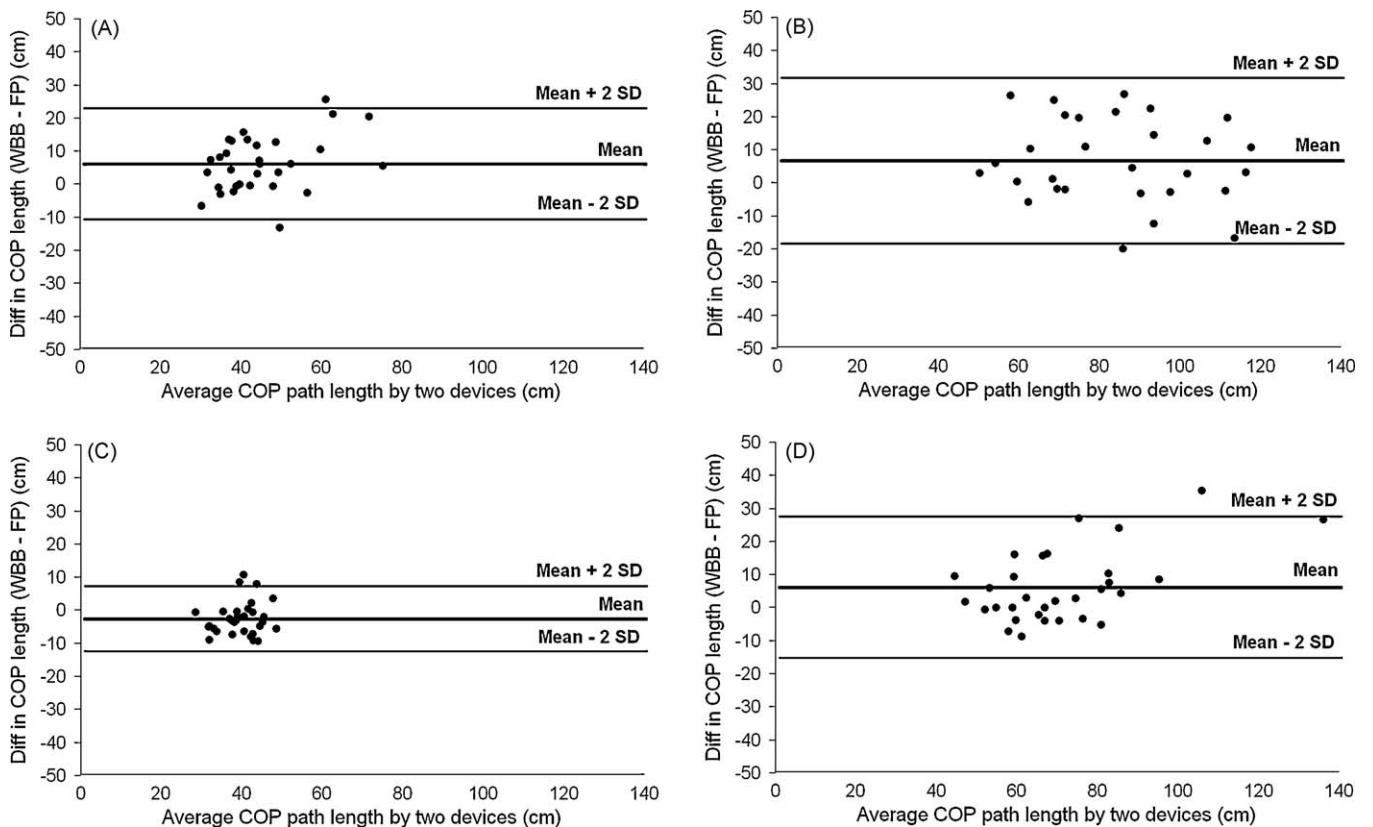 (A)
Diff in COP length (WBB - FP) (cm)
50
40
30
20
10
0
-10
-20
-30
-40
-50
Mean + 2 SD
Mean
Mean - 2 SD
0 20 40 60 80 100 120 140
Average COP path length by two devices (cm)
(B)
Diff in COP length (WBB - FP) (cm)
50
40
30
20
10
0
-10
-20
-30
-40
-50
Mean + 2 SD
Mean
Mean - 2 SD
0 20 40 60 80 100 120 140
Average COP path length by two devices (cm)
(C)
Diff in COP length (WBB - FP) (cm)
50
40
30
20
10
0
-10
-20
-30
-40
-50
Mean + 2 SD
Mean
Mean - 2 SD
0 20 40 60 80 100 120 140
Average COP path length by two devices (cm)
(D)
Diff in COP length (WBB - FP) (cm)
50
40
30
20
10
0
-10
-20
-30
-40
-50
Mean + 2 SD
Mean
Mean - 2 SD
0 20 40 60 80 100 120 140
Average COP path length by two devices (cm)